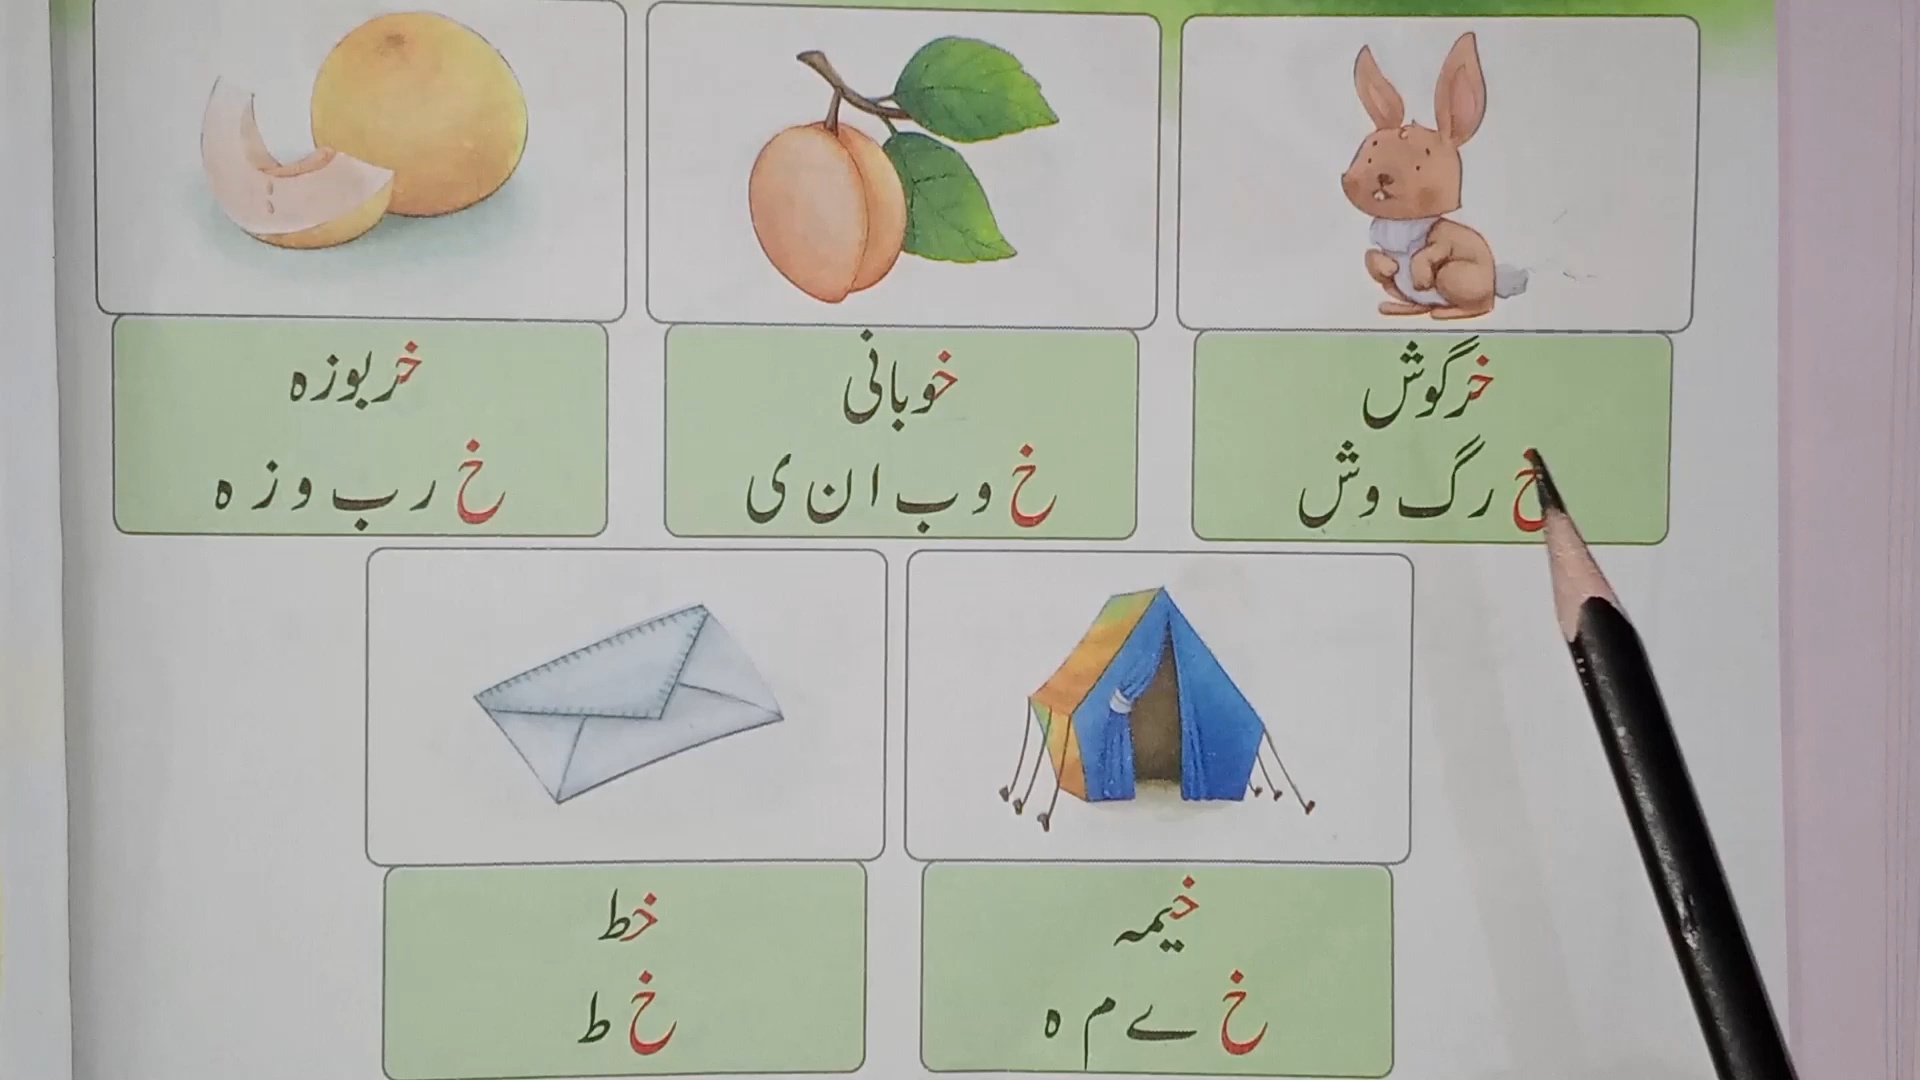 خرگوش
خ ر گ و ش
خوبانی
خ و ب ا ن ی
خربوزہ
خ ر ب و ز ہ
خیمہ
خ ے م ہ
خط
خ ط